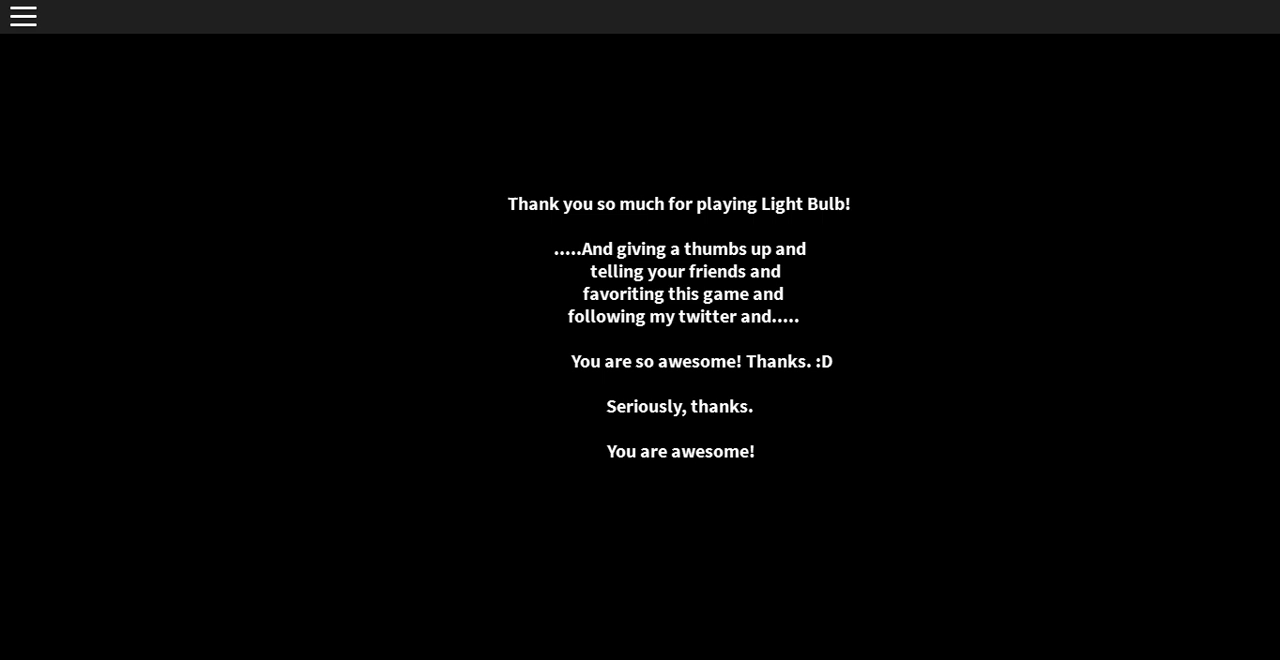 Thank you so much for playing Light Bulb!
.....And giving a thumbs up and
telling your friends and
favoriting this game and
following my twitter and.....
You are so awesome! Thanks. :D
Seriously, thanks.
You are awesome!